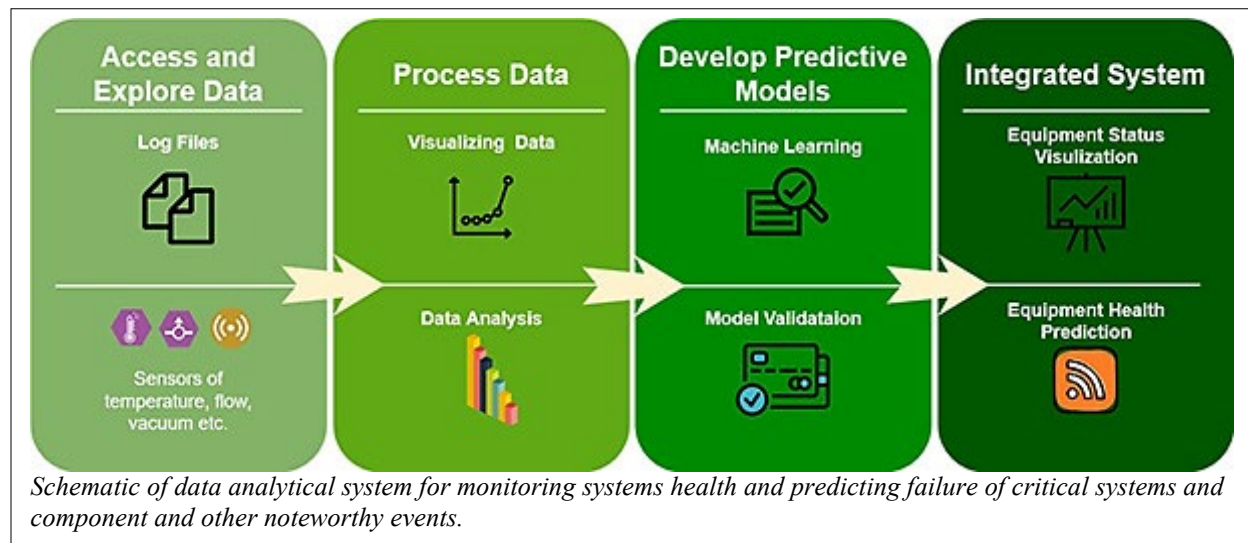 Access and
Explore Data
Log Files
Sensors of
temperature, flow,
vacuum etc.
Process Data
Visualizing Data
Data Analysis
Develop Predictive
Models
Machine Learning
Model Validataion
Integrated System
Equipment Status
Visulization
Equipment Health
Prediction
Schematic of data analytical system for monitoring systems health and predicting failure of critical systems and
component and other noteworthy events.